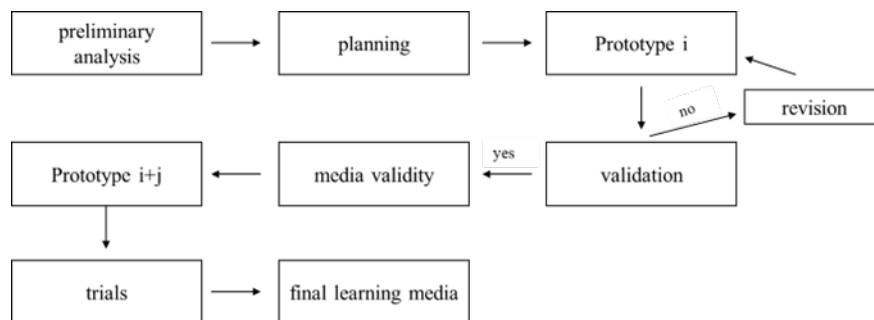 preliminary
analysis
planning
Prototype i
no
revision
Prototype i+j
media validity
yes
validation
trials
final learning media